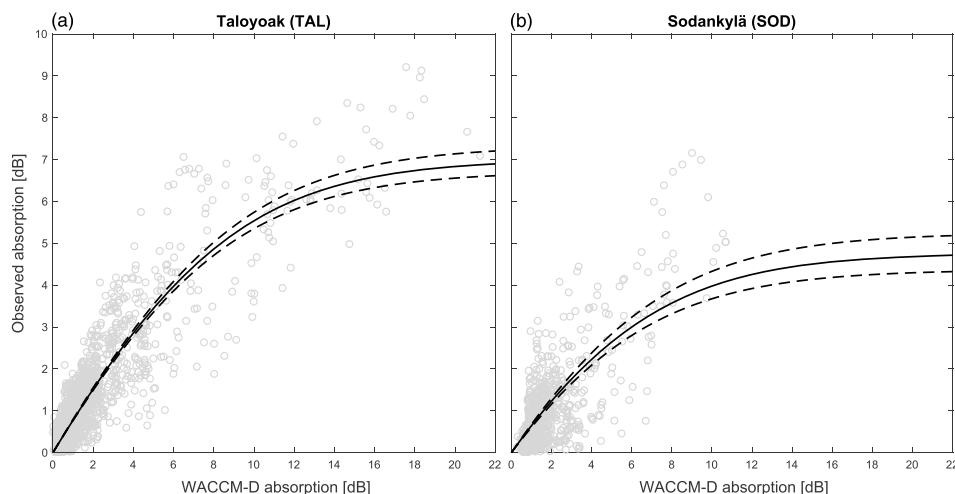 (a)
Taloyoak (TAL)
(b)
Sodankylä (SOD)
10
9
8
7
6
5
4
3
2
1
0
Observed absorption [dB]
0 2 4 6 8 10 12 14 16 18 20 22
0 2 4 6 8 10 12 14 16 18 20 22
WACCM-D absorption [dB]
WACCM-D absorption [dB]